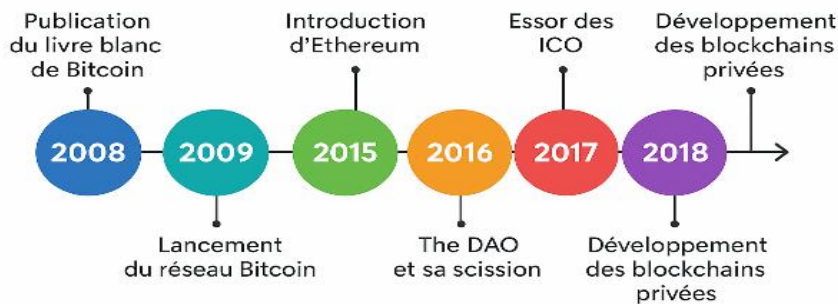 Publication
du livre blanc
de Bitcoin
Introduction
d’Ethereum
Essor des
ICO
Développement
des blockchains
privées
2008
2009
2015
2016
2017
2018
Lancement
du réseau Bitcoin
The DAO
et sa scission
Développement
des blockchains
privées